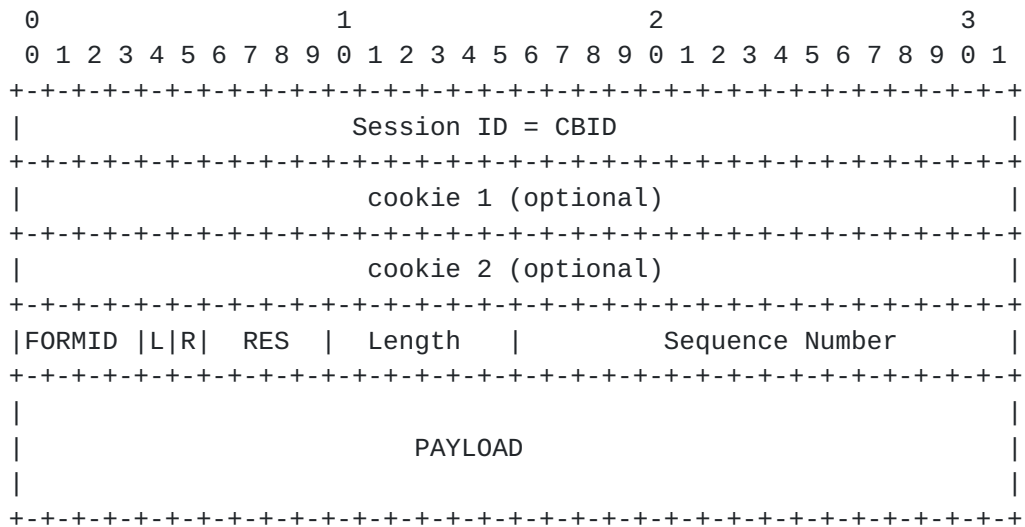 0                   1                   2                   3
 0 1 2 3 4 5 6 7 8 9 0 1 2 3 4 5 6 7 8 9 0 1 2 3 4 5 6 7 8 9 0 1
+-+-+-+-+-+-+-+-+-+-+-+-+-+-+-+-+-+-+-+-+-+-+-+-+-+-+-+-+-+-+-+-+
|                     Session ID = CBID                         |
+-+-+-+-+-+-+-+-+-+-+-+-+-+-+-+-+-+-+-+-+-+-+-+-+-+-+-+-+-+-+-+-+
|                      cookie 1 (optional)                      |
+-+-+-+-+-+-+-+-+-+-+-+-+-+-+-+-+-+-+-+-+-+-+-+-+-+-+-+-+-+-+-+-+
|                      cookie 2 (optional)                      |
+-+-+-+-+-+-+-+-+-+-+-+-+-+-+-+-+-+-+-+-+-+-+-+-+-+-+-+-+-+-+-+-+
|FORMID |L|R|  RES  |  Length   |         Sequence Number       |
+-+-+-+-+-+-+-+-+-+-+-+-+-+-+-+-+-+-+-+-+-+-+-+-+-+-+-+-+-+-+-+-+
|                                                               |
|                         PAYLOAD                               |
|                                                               |
+-+-+-+-+-+-+-+-+-+-+-+-+-+-+-+-+-+-+-+-+-+-+-+-+-+-+-+-+-+-+-+-+